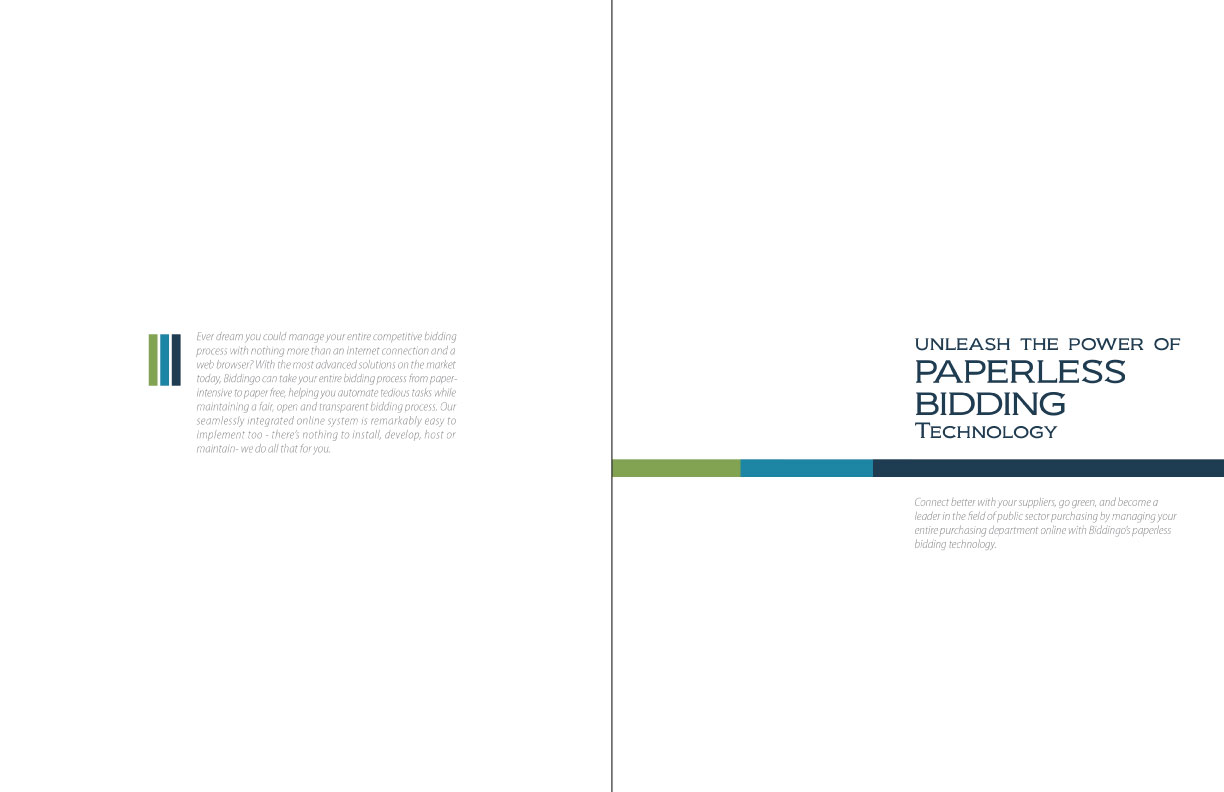 Ever dream you could manage your entire competitive bidding
process with nothing more than an internet connection and a
web browser? With the most advanced solutions on the market
today, Biddingo can take your entire bidding process from paper-
intensive to paper free, helping you automate tedious tasks while
maintaining a fair, open and transparent bidding process. Our
seamlessly integrated online system is remarkably easy to
implement too - there's nothing to install, develop, host or
maintain- we do all that for you.
UNLEASH THE POWER OF
PAPERLESS
BIDDING
TECHNOLOGY
Connect better with your suppliers, go green, and become a
leader in the field of public sector purchasing by managing your
entire purchasing department online with Biddingo's paperless
bidding technology.